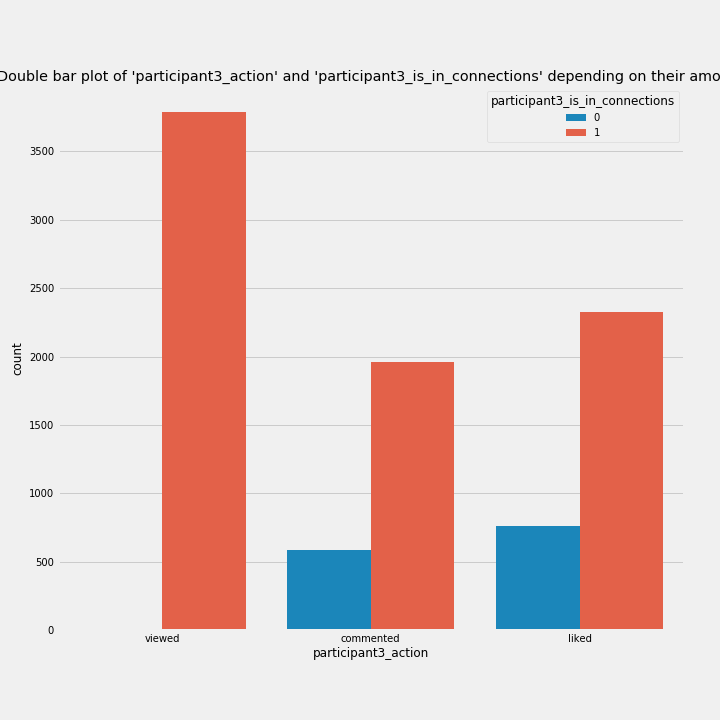 Double bar plot of 'participant3_action' and 'participant3_is_in_connections' depending on their amo
participant3_is_in_connections
0
1
3500
3000
2500
2000
1500
1000
500
0
count
viewed commented liked
participant3_action